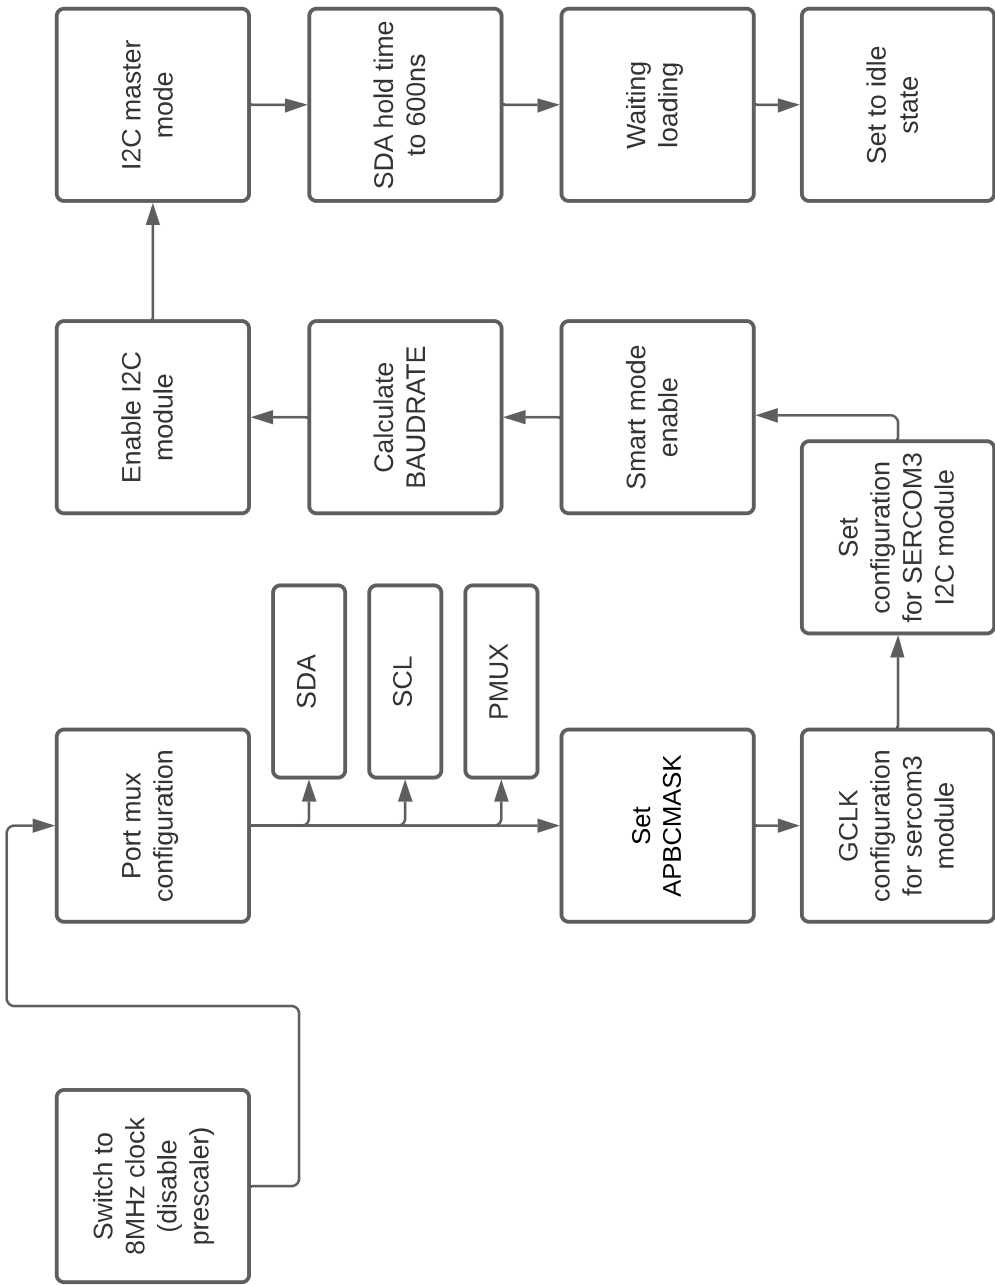 Switch to
8MHz clock
(disable
prescaler)
Port mux
configuration
SDA
SCL
PMUX
Set
APBCMASK
GCLK
configuration
for sercom3
module
Set
configuration
for SERCOM3
I2C module
Smart mode
enable
Calculate
BAUDRATE
Enable I2C
module
I2C master
mode
SDA hold time
to 600ns
Waiting
loading
Set to idle
state